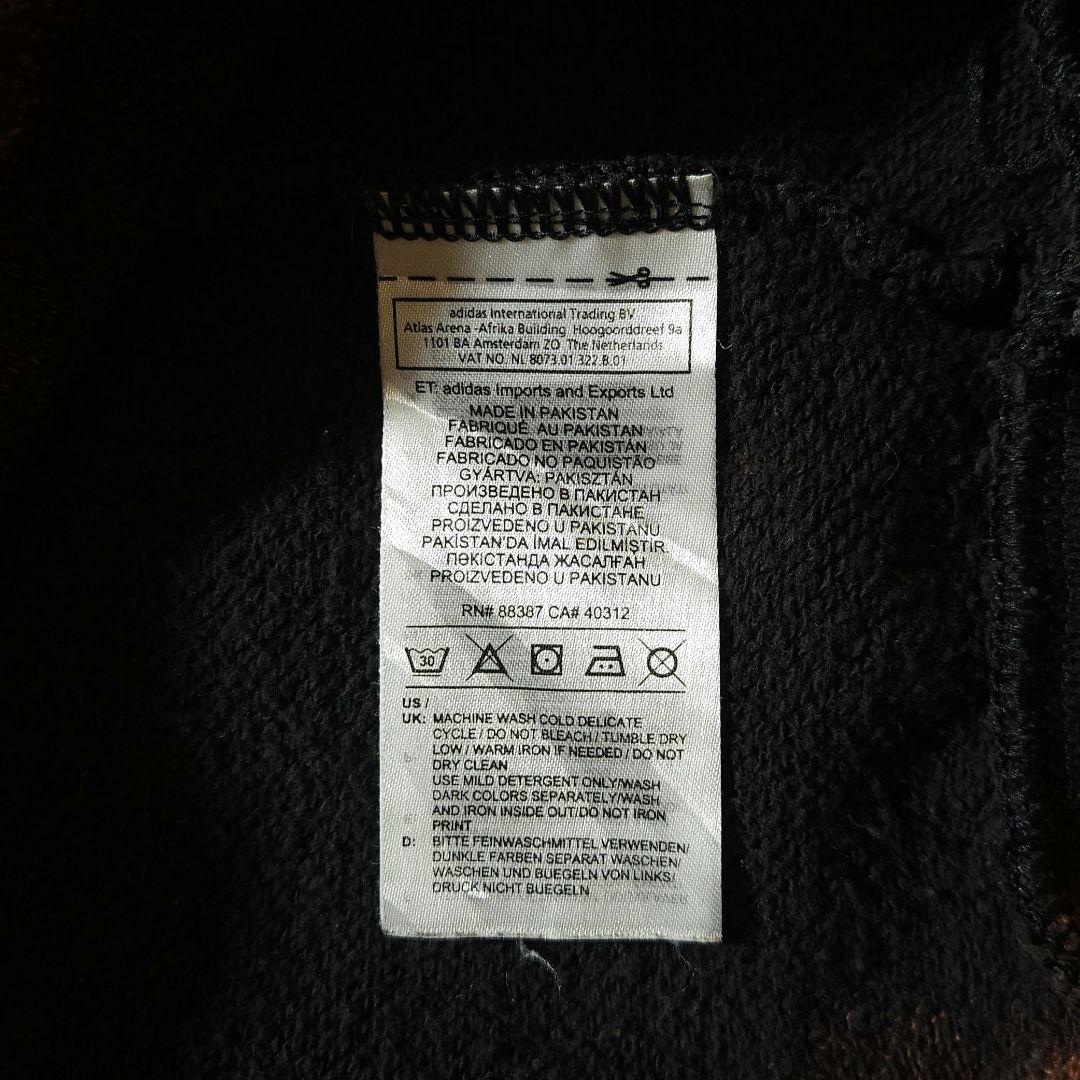 adidas International Trading BV
Atlas Arena -Afrika Building Hoogoorddreef 9a
1101 BA Amsterdam ZO The Netherlands
VAT NO. NL 8073.01.322.B.01
ET: adidas Imports and Exports Ltd
MADE IN PAKISTAN
FABRIQUÉ AU PAKISTAN
FABRICADO EN PAKISTÁN
FABRICADO NO PAQUISTÃO
GYÁRTVA: PAKISZTÁN
ПРОИЗВЕДЕНО В ПАКИСТАН
СДЕЛАНО В ПАКИСТАНЕ
PROIZVEDENO U PAKISTANU
PAKİSTAN'DA İMAL EDİLMİŞTİR.
ПӘКІСТАНДА ЖАСАЛҒАН
PROIZVEDENO U PAKISTANU
RN# 88387 CA# 40312
30
US /
UK: MACHINE WASH COLD DELICATE
CYCLE / DO NOT BLEACH / TUMBLE DRY
LOW / WARM IRON IF NEEDED / DO NOT
DRY CLEAN
USE MILD DETERGENT ONLY/WASH
DARK COLORS SEPARATELY/WASH
AND IRON INSIDE OUT/DO NOT IRON
PRINT
D: BITTE FEINWASCHMITTEL VERWENDEN/
DUNKLE FARBEN SEPARAT WASCHEN/
WASCHEN UND BUEGELN VON LINKS/
DRUCK NICHT BUEGELN